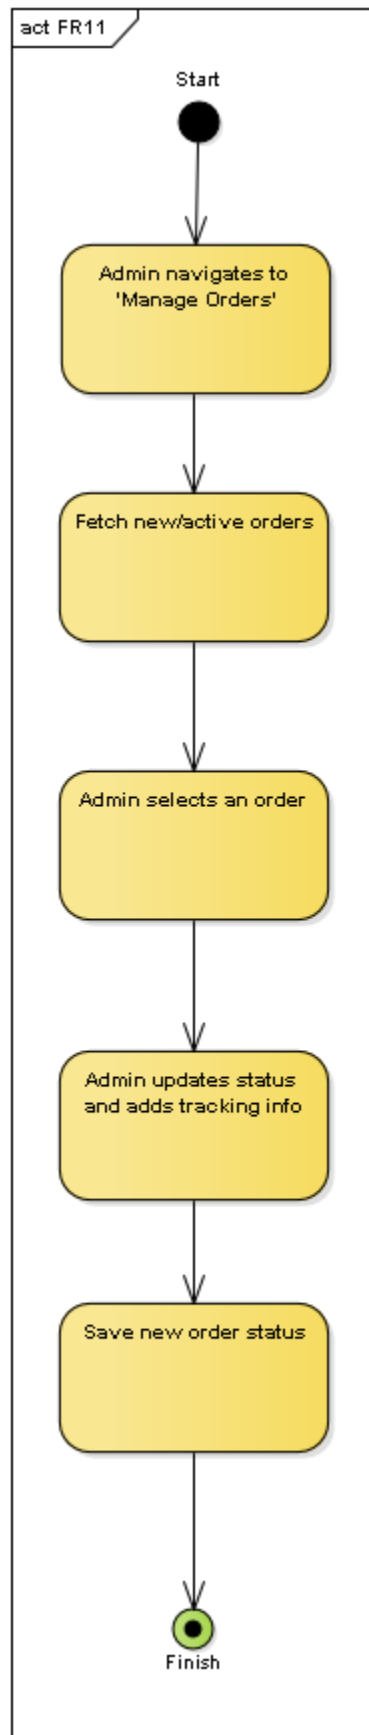 act FR11
Start
Admin navigates to
'Manage Orders'
Fetch new/active orders
Admin selects an order
Admin updates status
and adds tracking info
Save new order status
Finish